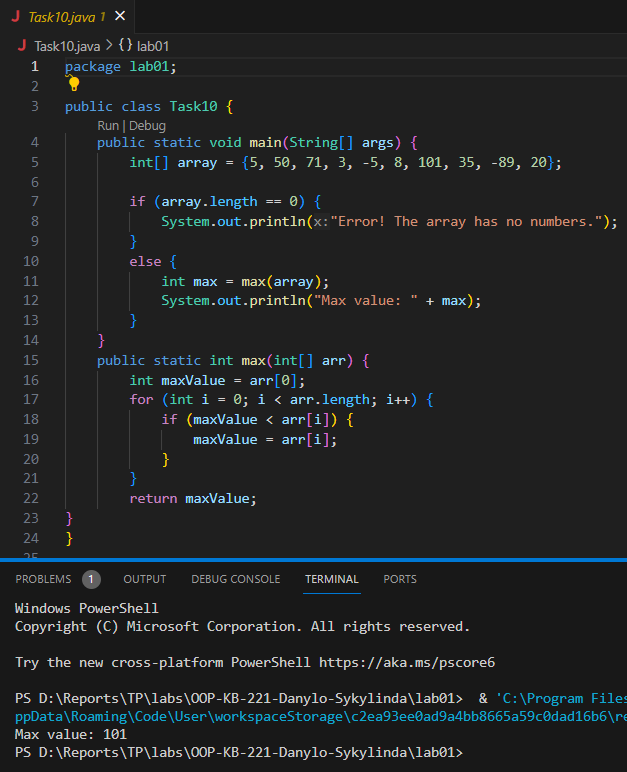 J Task10.java 1 ×
J Task10.java > {} lab01
1 package lab01;
2
3 public class Task10 {
Run | Debug
4 public static void main(String[] args) {
5 int[] array = {5, 50, 71, 3, -5, 8, 101, 35, -89, 20};
6
7 if (array.length == 0) {
8 System.out.println(x:"Error! The array has no numbers.");
9 }
10 else {
11 int max = max(array);
12 System.out.println("Max value: " + max);
13 }
14 }
15 public static int max(int[] arr) {
16 int maxValue = arr[0];
17 for (int i = 0; i < arr.length; i++) {
18 if (maxValue < arr[i]) {
19 maxValue = arr[i];
20 }
21 }
22 return maxValue;
23 }
24 }
25
PROBLEMS 1 OUTPUT DEBUG CONSOLE TERMINAL PORTS
Windows PowerShell
Copyright (C) Microsoft Corporation. All rights reserved.
Try the new cross-platform PowerShell https://aka.ms/pscore6
PS D:\Reports\TP\labs\OOP-KB-221-Danylo-Sykylinda\lab01> & 'C:\Program Files
ppData\Roaming\Code\User\workspaceStorage\c2ea93ee0ad9a4bb8665a59c0dad16b6\re
Max value: 101
PS D:\Reports\TP\labs\OOP-KB-221-Danylo-Sykylinda\lab01>